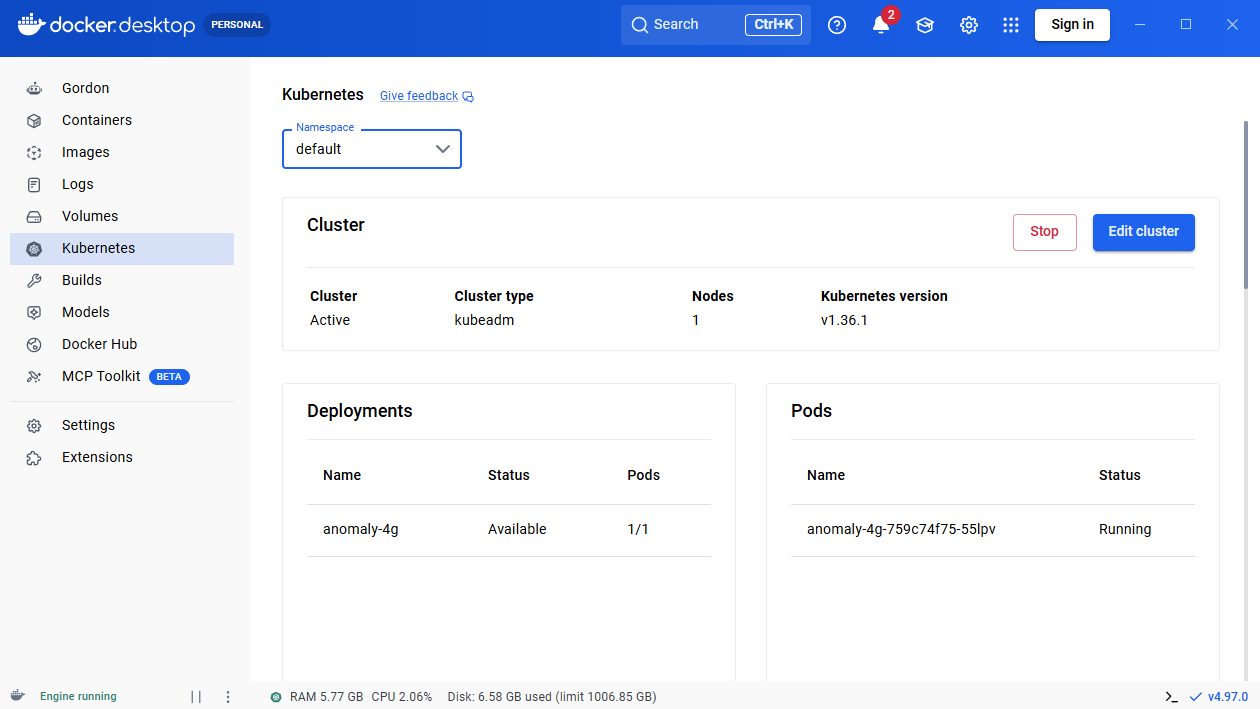 docker.desktop PERSONAL Search Ctrl+K 2 Sign in
Gordon
Containers
Images
Logs
Volumes
Kubernetes
Builds
Models
Docker Hub
MCP Toolkit BETA
Settings
Extensions
Kubernetes Give feedback
Namespace
default
Cluster Stop Edit cluster
Cluster Cluster type Nodes Kubernetes version
Active kubeadm 1 v1.36.1
Deployments
Name Status Pods
anomaly-4g Available 1/1
Pods
Name Status
anomaly-4g-759c74f75-55lpv Running
Engine running RAM 5.77 GB CPU 2.06% Disk: 6.58 GB used (limit 1006.85 GB) v4.97.0